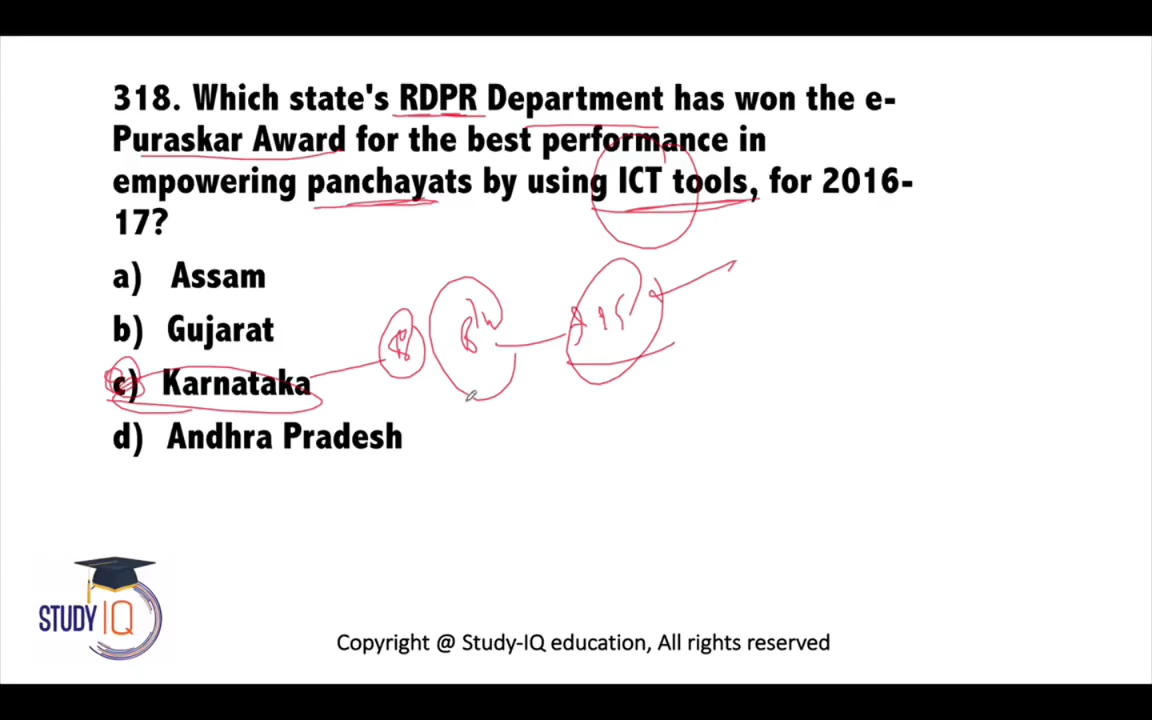 318. Which state's RDPR Department has won the e-
Puraskar Award for the best performance in
empowering panchayats by using ICT tools, for 2016-
17?
a) Assam
b) Gujarat
c) Karnataka
d) Andhra Pradesh
STUDY IQ
Copyright @ Study-IQ education, All rights reserved